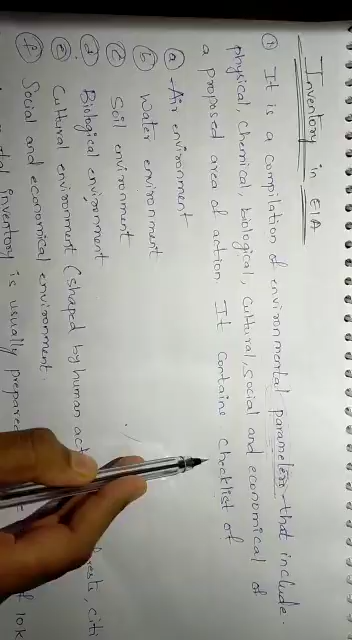 Inventory in EIA
① It is a compilation of environmental parameters that include.
physical, chemical, biological, cultural, social and economical of
a proposed area of action. It contains checklist of
ⓐ Air environment
ⓑ Water environment
ⓒ Soil environment
ⓓ Biological environment
ⓔ Cultural environment (shaped by human act
ⓕ Social and economical environment.
inventory is usually prepared